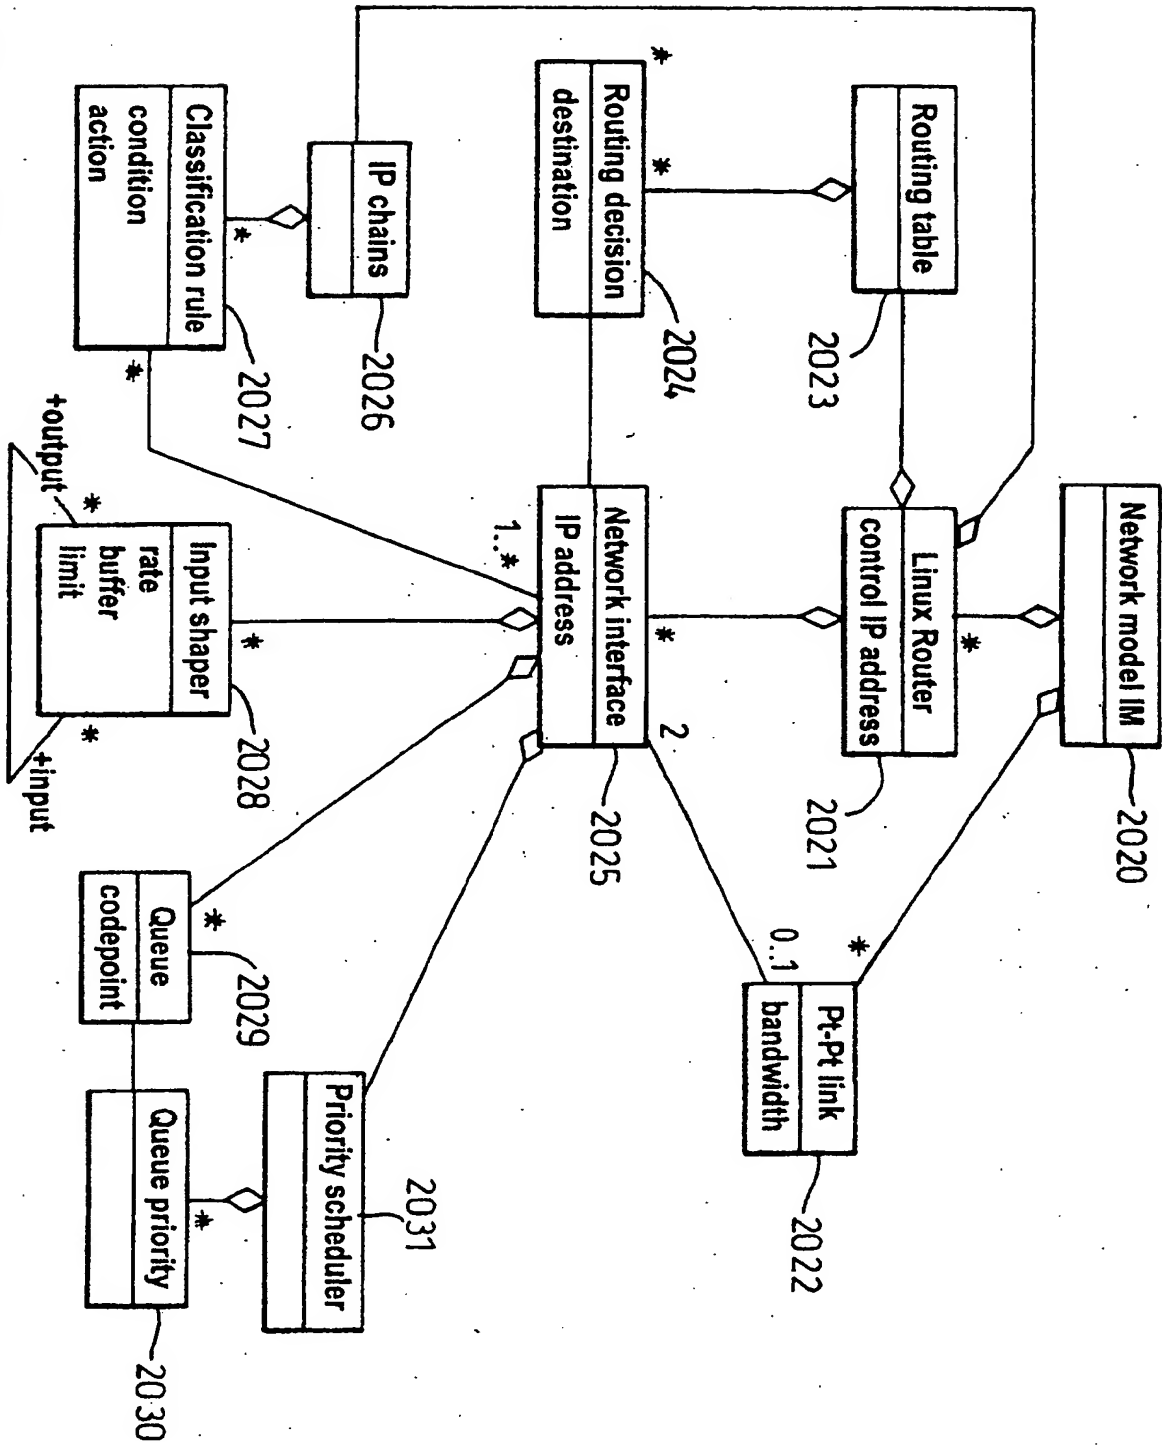 Network model IM
2020
*
*
Linux Router
control IP address
2021
Pt-Pt link
bandwidth
2022
0..1
2
Routing table
2023
*
*
Routing decision
destination
2024
*
Network interface
IP address
2025
1..*
IP chains
2026
*
Classification rule
condition
action
2027
*
*
Input shaper
rate
buffer
limit
2028
*
+output
*
+input
*
Queue
codepoint
2029
Priority scheduler
2031
*
Queue priority
2030